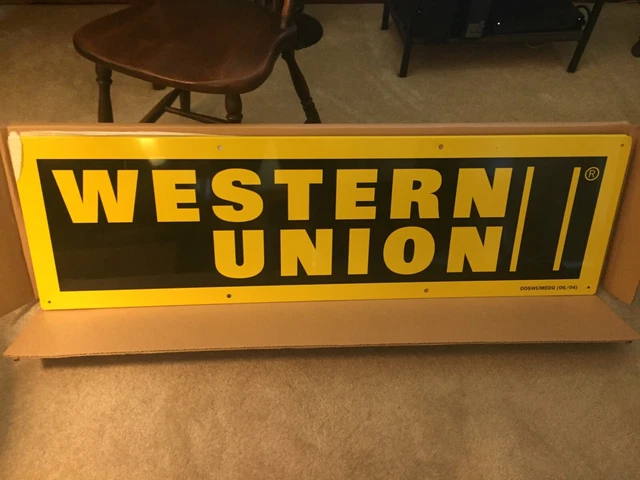 WESTERN
UNION ®
DOSWUMEDG (06/04)